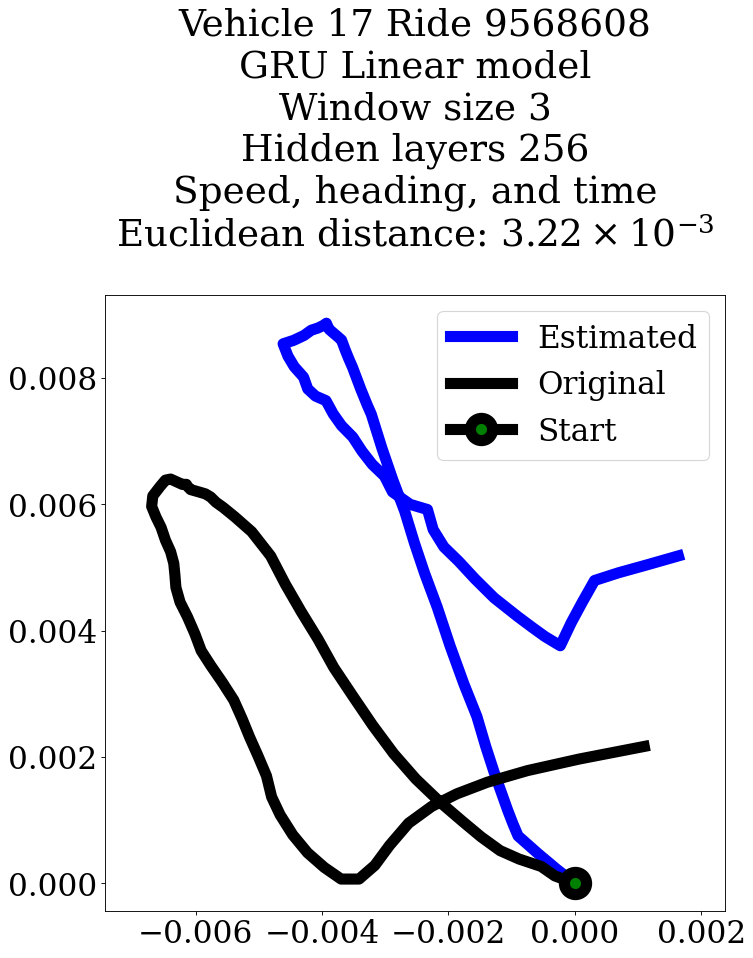 Vehicle 17 Ride 9568608
GRU Linear model
Window size 3
Hidden layers 256
Speed, heading, and time
Euclidean distance: 3.22 × 10⁻³
Estimated
Original
Start
0.008
0.006
0.004
0.002
0.000
−0.006 −0.004 −0.002 0.000 0.002